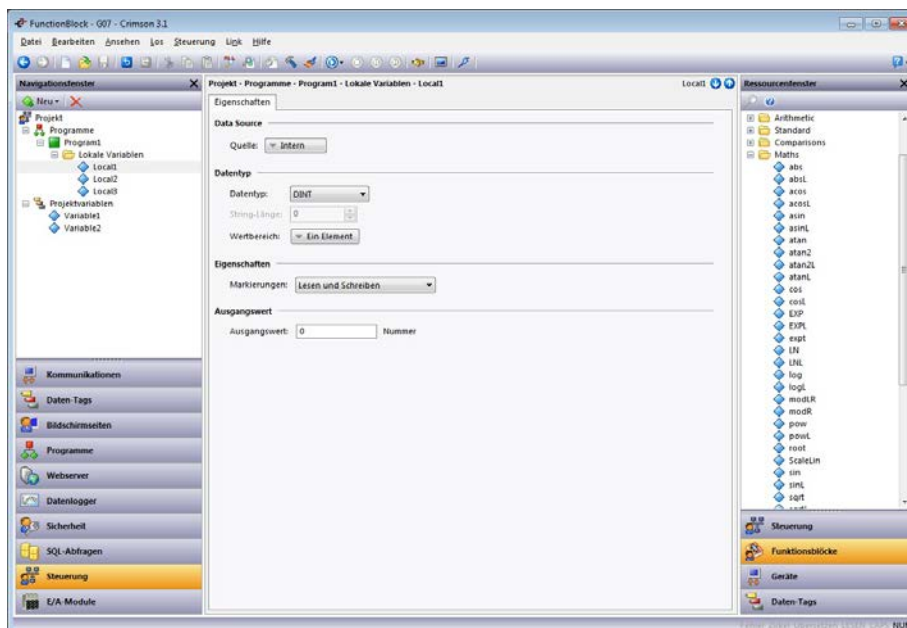 FunctionBlock - G07 - Crimson 3.1
Datei Bearbeiten Ansehen Los Steuerung Link Hilfe
Navigationsfenster
Neu
Projekt
Programme
Program1
Lokale Variablen
Local1
Local2
Local3
Projektvariablen
Variable1
Variable2
Kommunikationen
Daten-Tags
Bildschirmseiten
Programme
Webserver
Datenlogger
Sicherheit
SQL-Abfragen
Steuerung
E/A-Module
Projekt - Programme - Program1 - Lokale Variablen - Local1
Local1
Eigenschaften
Data Source
Quelle: Intern
Datentyp
Datentyp: DINT
String-Länge: 0
Wertbereich: Ein Element
Eigenschaften
Markierungen: Lesen und Schreiben
Ausgangswert
Ausgangswert: 0 Nummer
Ressourcenfenster
Arithmetic
Standard
Comparisons
Maths
abs
absL
acos
acosL
asin
asinL
atan
atan2
atan2L
atanL
cos
cosL
EXP
EXPL
expt
LN
LNL
log
logL
modLR
modR
pow
powL
root
ScaleLin
sin
sinL
sqrt
Steuerung
Funktionsblöcke
Geräte
Daten-Tags
NUM